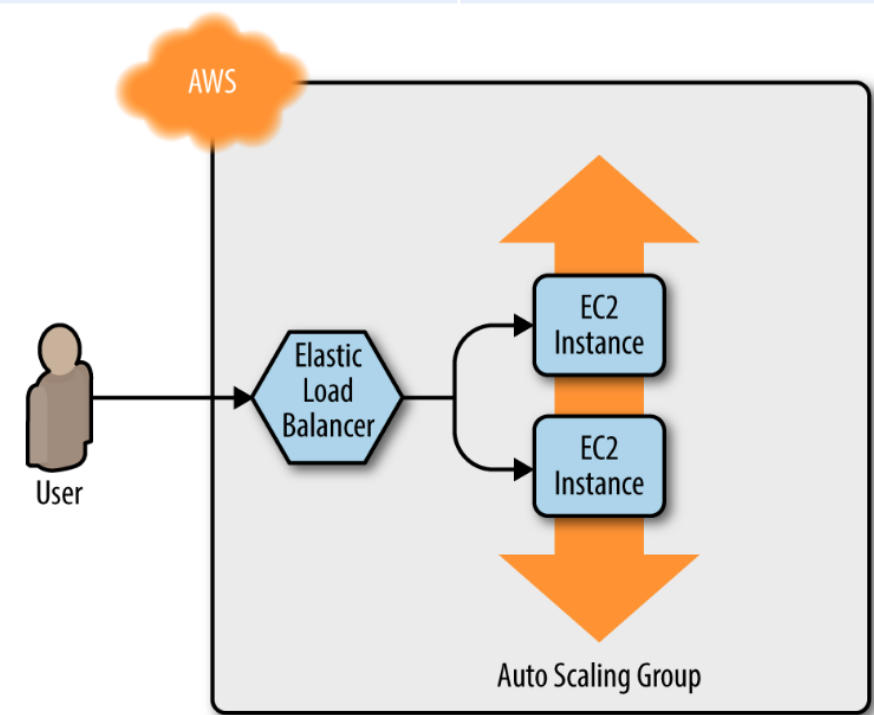 AWS
User
Elastic
Load
Balancer
EC2
Instance
EC2
Instance
Auto Scaling Group